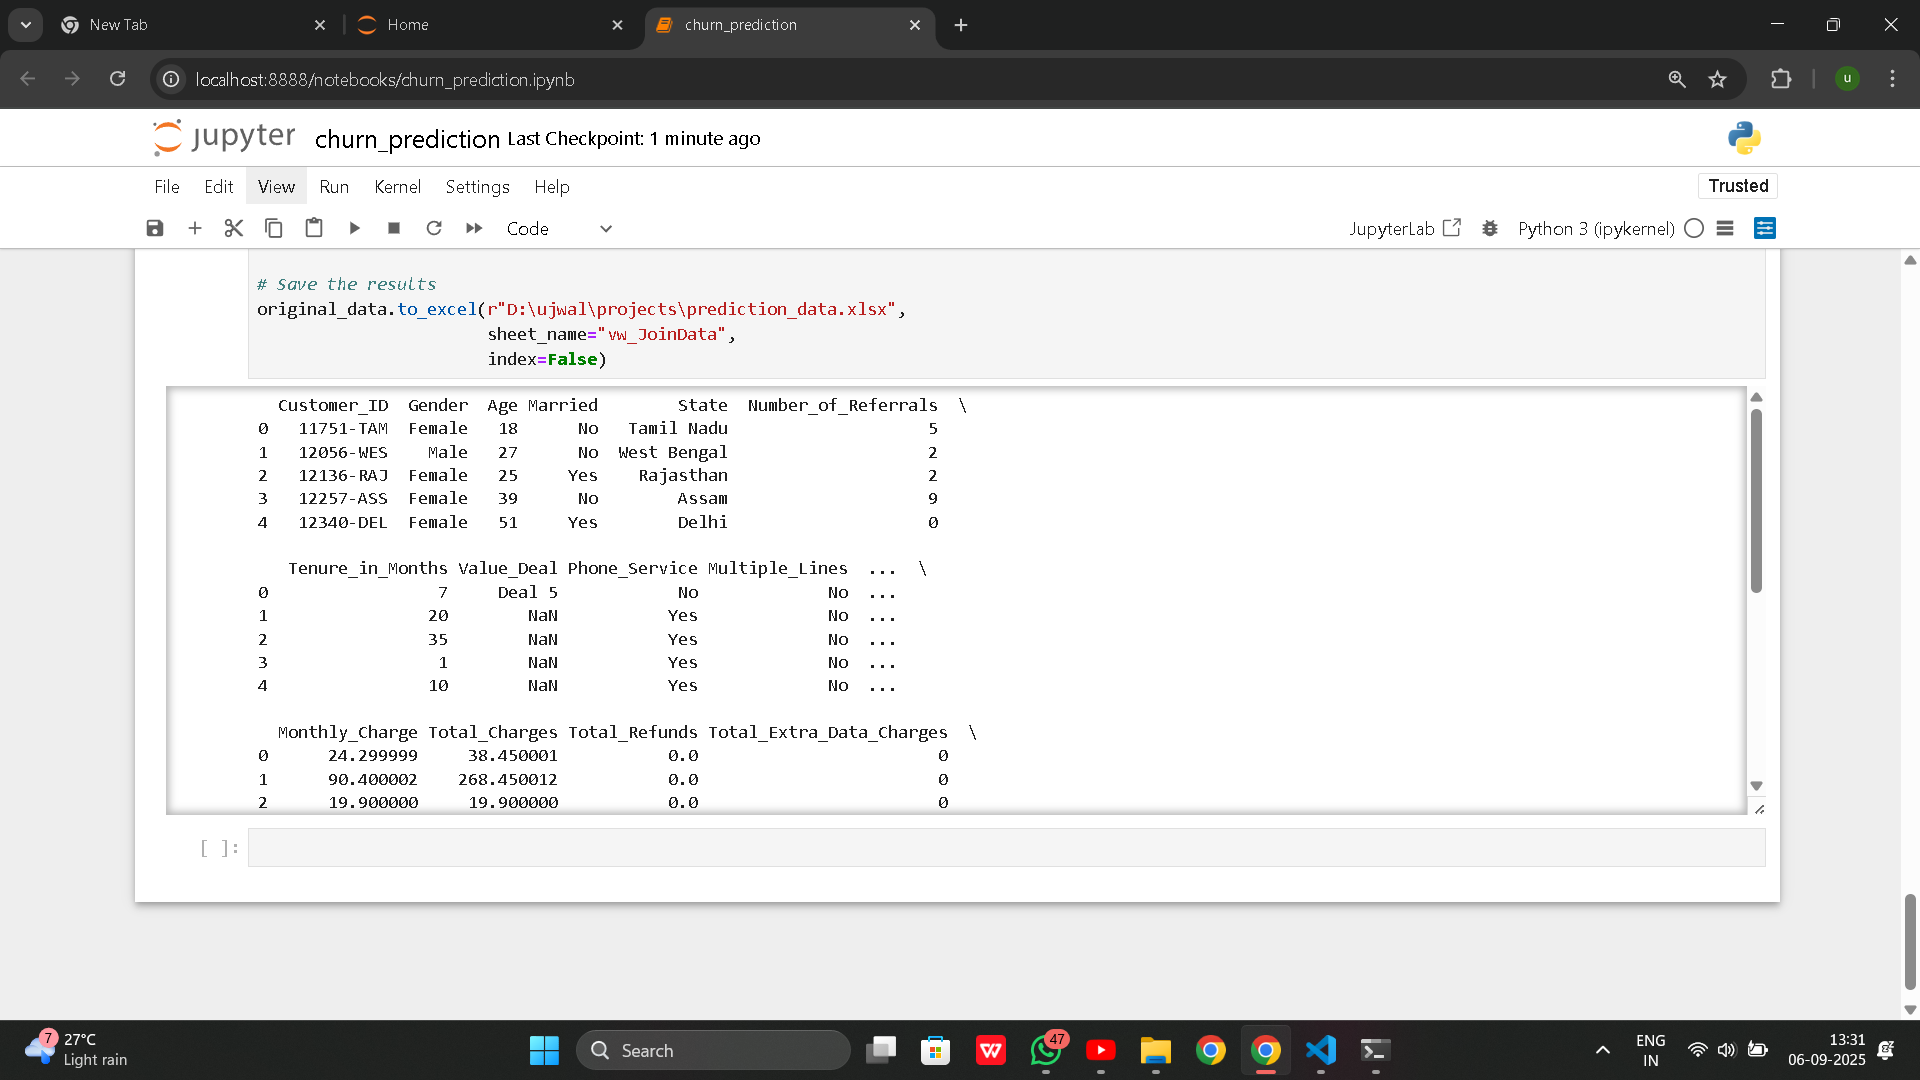 New Tab
Home
churn_prediction
localhost:8888/notebooks/churn_prediction.ipynb
u
jupyter churn_prediction Last Checkpoint: 1 minute ago
File Edit View Run Kernel Settings Help
Trusted
Code
JupyterLab
Python 3 (ipykernel)
# Save the results
original_data.to_excel(r"D:\ujwal\projects\prediction_data.xlsx",
sheet_name="vw_JoinData",
index=False)
Customer_ID Gender Age Married State Number_of_Referrals \
0 11751-TAM Female 18 No Tamil Nadu 5
1 12056-WES Male 27 No West Bengal 2
2 12136-RAJ Female 25 Yes Rajasthan 2
3 12257-ASS Female 39 No Assam 9
4 12340-DEL Female 51 Yes Delhi 0
Tenure_in_Months Value_Deal Phone_Service Multiple_Lines ... \
0 7 Deal 5 No No ...
1 20 NaN Yes No ...
2 35 NaN Yes No ...
3 1 NaN Yes No ...
4 10 NaN Yes No ...
Monthly_Charge Total_Charges Total_Refunds Total_Extra_Data_Charges \
0 24.299999 38.450001 0.0 0
1 90.400002 268.450012 0.0 0
2 19.900000 19.900000 0.0 0
[ ]:
7
27°C
Light rain
Search
W
47
ENG
IN
13:31
06-09-2025